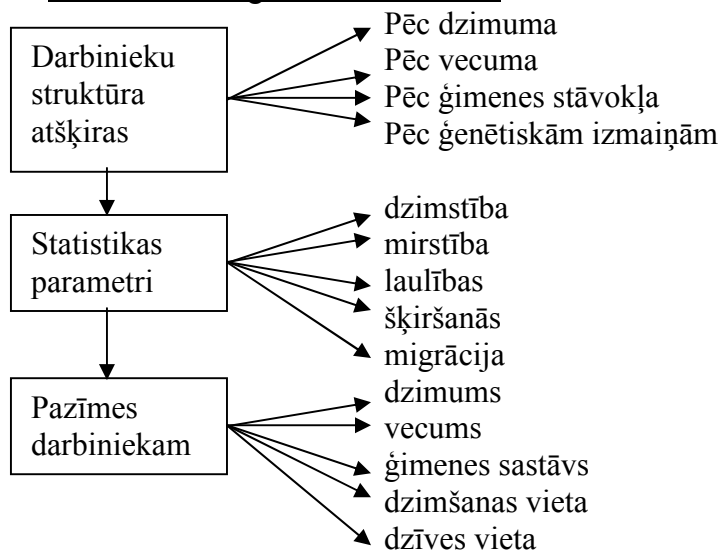 Darbinieku
struktūra
atšķiras
Pēc dzimuma
Pēc vecuma
Pēc ģimenes stāvokļa
Pēc ģenētiskām izmaiņām
Statistikas
parametri
dzimstība
mirstība
laulības
šķiršanās
migrācija
Pazīmes
darbiniekam
dzimums
vecums
ģimenes sastāvs
dzimšanas vieta
dzīves vieta